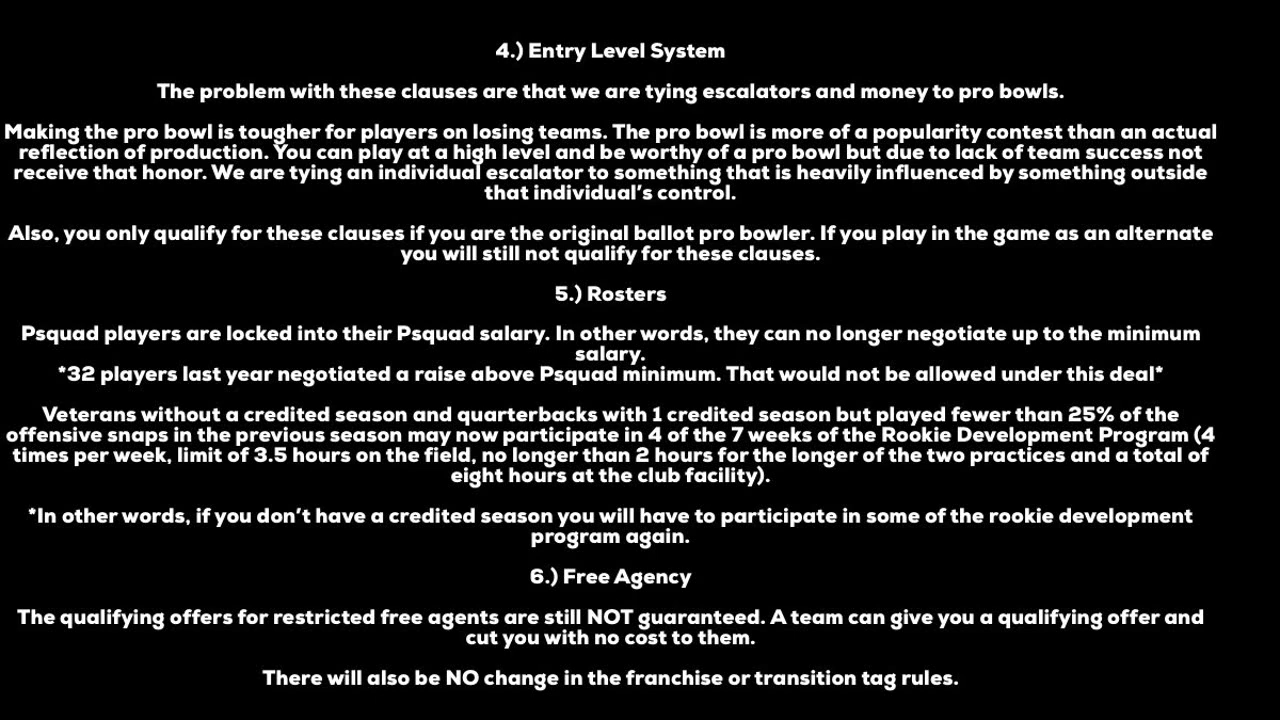 4.) Entry Level System
The problem with these clauses are that we are tying escalators and money to pro bowls.
Making the pro bowl is tougher for players on losing teams. The pro bowl is more of a popularity contest than an actual
reflection of production. You can play at a high level and be worthy of a pro bowl but due to lack of team success not
receive that honor. We are tying an individual escalator to something that is heavily influenced by something outside
that individual's control.
Also, you only qualify for these clauses if you are the original ballot pro bowler. If you play in the game as an alternate
you will still not qualify for these clauses.
5.) Rosters
Psquad players are locked into their Psquad salary. In other words, they can no longer negotiate up to the minimum
salary.
*32 players last year negotiated a raise above Psquad minimum. That would not be allowed under this deal*
Veterans without a credited season and quarterbacks with 1 credited season but played fewer than 25% of the
offensive snaps in the previous season may now participate in 4 of the 7 weeks of the Rookie Development Program (4
times per week, limit of 3.5 hours on the field, no longer than 2 hours for the longer of the two practices and a total of
eight hours at the club facility).
*In other words, if you don't have a credited season you will have to participate in some of the rookie development
program again.
6.) Free Agency
The qualifying offers for restricted free agents are still NOT guaranteed. A team can give you a qualifying offer and
cut you with no cost to them.
There will also be NO change in the franchise or transition tag rules.